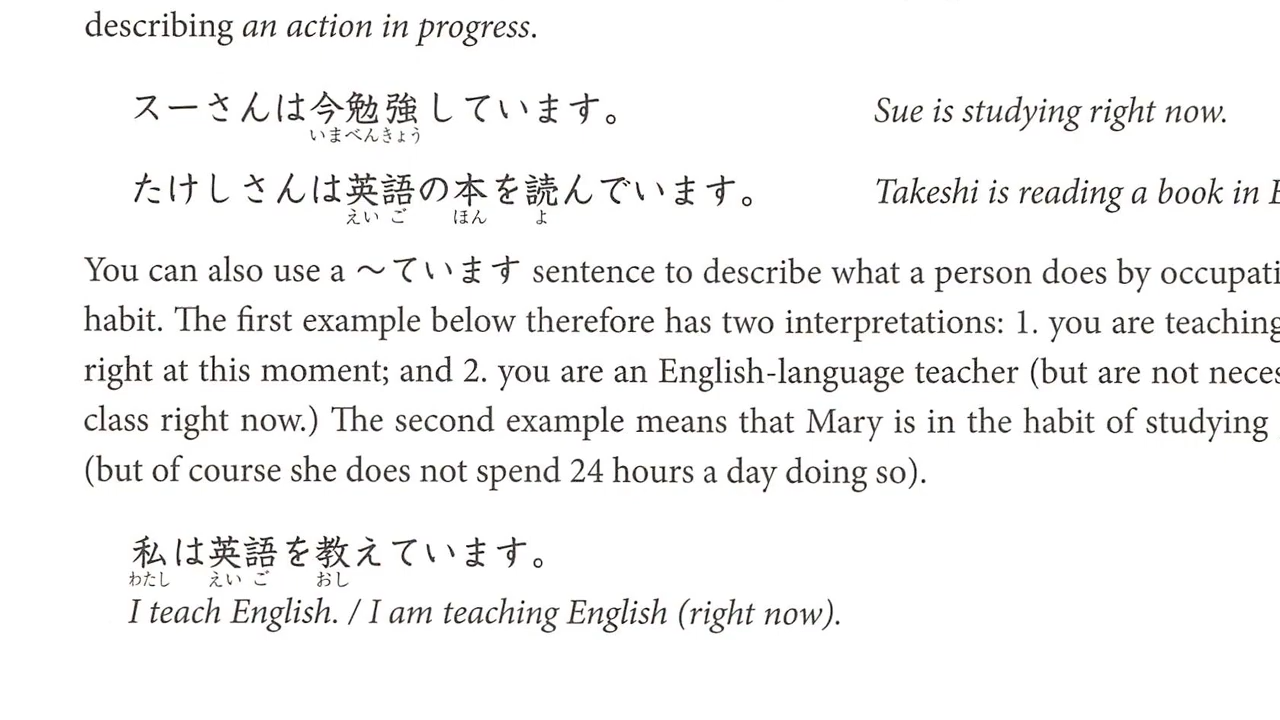 describing an action in progress.
スーさんは今勉強しています。 Sue is studying right now.
いまべんきょう
たけしさんは英語の本を読んでいます。 Takeshi is reading a book in E
えい ご ほん よ
You can also use a 〜ています sentence to describe what a person does by occupati
habit. The first example below therefore has two interpretations: 1. you are teaching
right at this moment; and 2. you are an English-language teacher (but are not neces
class right now.) The second example means that Mary is in the habit of studying
(but of course she does not spend 24 hours a day doing so).
私は英語を教えています。
わたし えい ご おし
I teach English. / I am teaching English (right now).